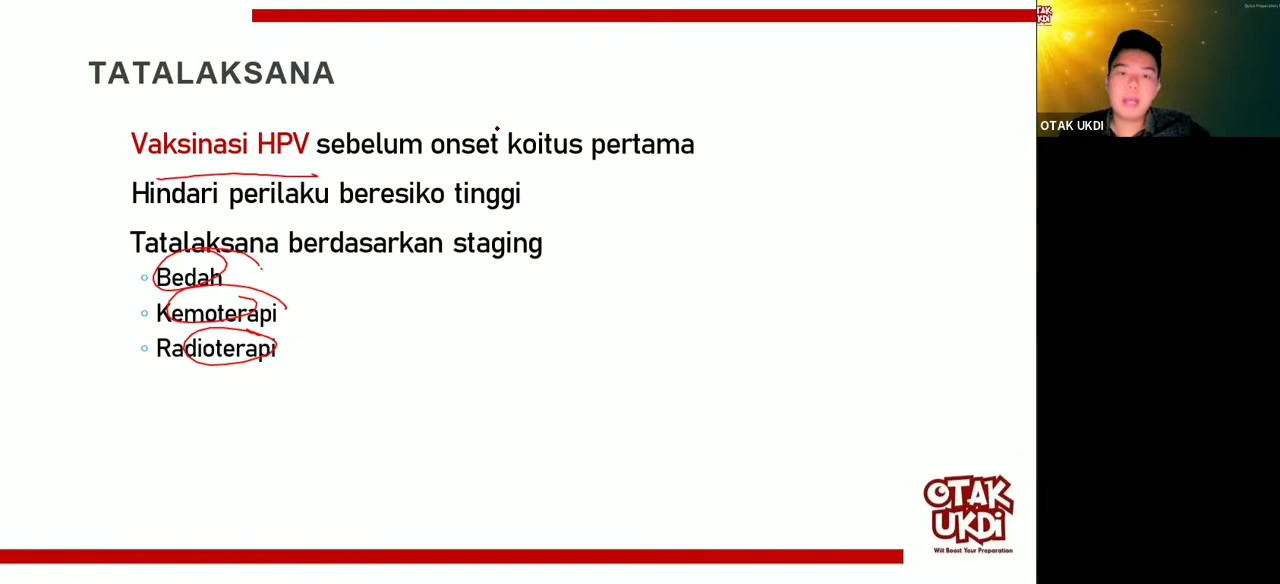 TATALAKSANA
Vaksinasi HPV sebelum onset koitus pertama
Hindari perilaku beresiko tinggi
Tatalaksana berdasarkan staging
Bedah
Kemoterapi
Radioterapi
OTAK UKDI
OTAK
UKDi
Will Boost Your Preparation